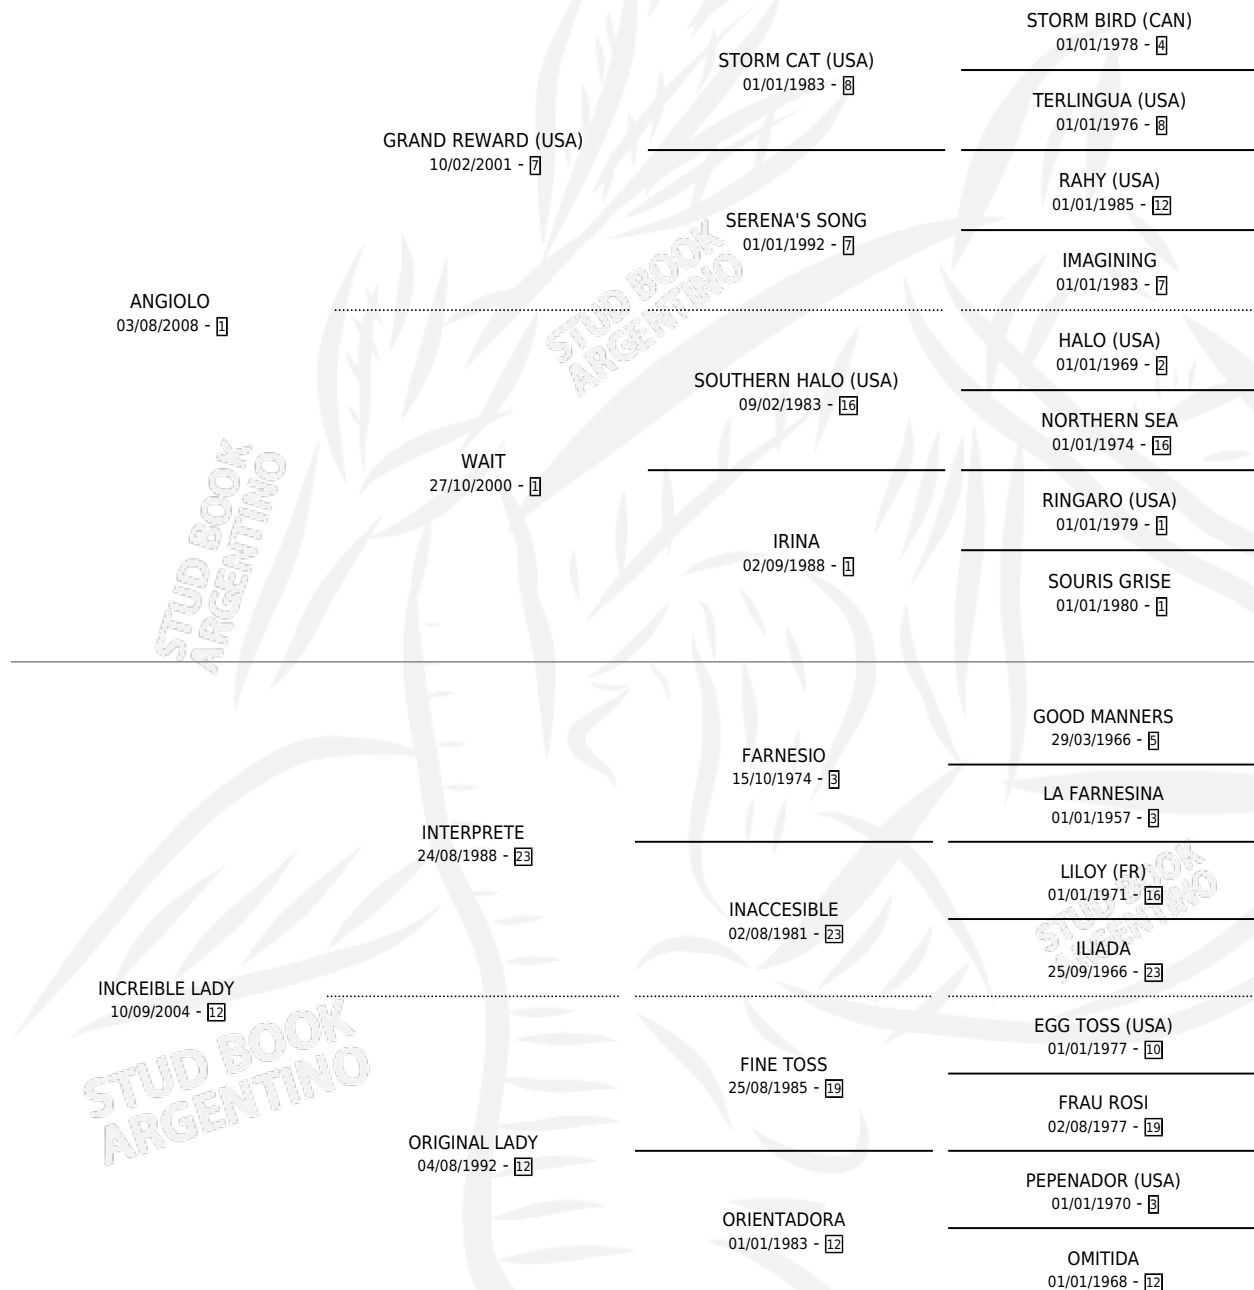 STORM BIRD (CAN)
01/01/1978 - 4
STORM CAT (USA)
01/01/1983 - 8
TERLINGUA (USA)
01/01/1976 - 8
GRAND REWARD (USA)
10/02/2001 - 7
RAHY (USA)
01/01/1985 - 12
SERENA'S SONG
01/01/1992 - 7
IMAGINING
01/01/1983 - 7
ANGIOLO
03/08/2008 - 1
HALO (USA)
01/01/1969 - 2
SOUTHERN HALO (USA)
09/02/1983 - 16
NORTHERN SEA
01/01/1974 - 16
WAIT
27/10/2000 - 1
RINGARO (USA)
01/01/1979 - 1
IRINA
02/09/1988 - 1
SOURIS GRISE
01/01/1980 - 1
STUD BOOK
ARGENTINO
STUD BOOK
ARGENTINO
GOOD MANNERS
29/03/1966 - 5
FARNESIO
15/10/1974 - 3
LA FARNESINA
01/01/1957 - 3
INTERPRETE
24/08/1988 - 23
LILOY (FR)
01/01/1971 - 16
INACCESIBLE
02/08/1981 - 23
ILIADA
25/09/1966 - 23
STUD BOOK
ARGENTINO
INCREIBLE LADY
10/09/2004 - 12
EGG TOSS (USA)
01/01/1977 - 10
FINE TOSS
25/08/1985 - 19
FRAU ROSI
02/08/1977 - 19
ORIGINAL LADY
04/08/1992 - 12
PEPENADOR (USA)
01/01/1970 - 3
ORIENTADORA
01/01/1983 - 12
OMITIDA
01/01/1968 - 12
STUD BOOK
ARGENTINO